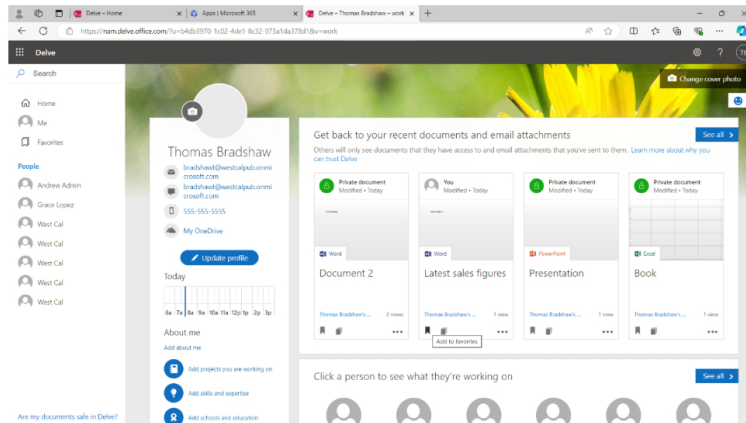 Delve – Home
Apps | Microsoft 365
Delve – Thomas Bradshaw – work
https://nam.delve.office.com/?u=b4db3970-1c02-4de1-8c32-973a1da378d1&v=work
Delve
Search
Change cover photo
Home
Me
Favorites
People
Andrew Admin
Grace Lopez
West Cal
West Cal
West Cal
West Cal
West Cal
Are my documents safe in Delve?
Thomas Bradshaw
bradshawt@westcalpub.onmi
crosoft.com
bradshawt@westcalpub.onmi
crosoft.com
555-555-5555
My OneDrive
Update profile
Today
6a 7a 8a 9a 10a 11a 12p 1p 2p 3p
About me
Add about me
Add projects you are working on
Add skills and expertise
Add schools and education
Get back to your recent documents and email attachments
See all
Others will only see documents that they have access to and email attachments that you've sent to them. Learn more about why you
can trust Delve
Private document
Modified • Today
Word
Document 2
Thomas Bradshaw's ... 2 views
You
Modified • Today
Word
Latest sales figures
Thomas Bradshaw's ... 1 view
Add to favorites
Private document
Modified • Today
PowerPoint
Presentation
Thomas Bradshaw's ... 1 view
Private document
Modified • Today
Excel
Book
Thomas Bradshaw's ... 1 view
Click a person to see what they're working on
See all